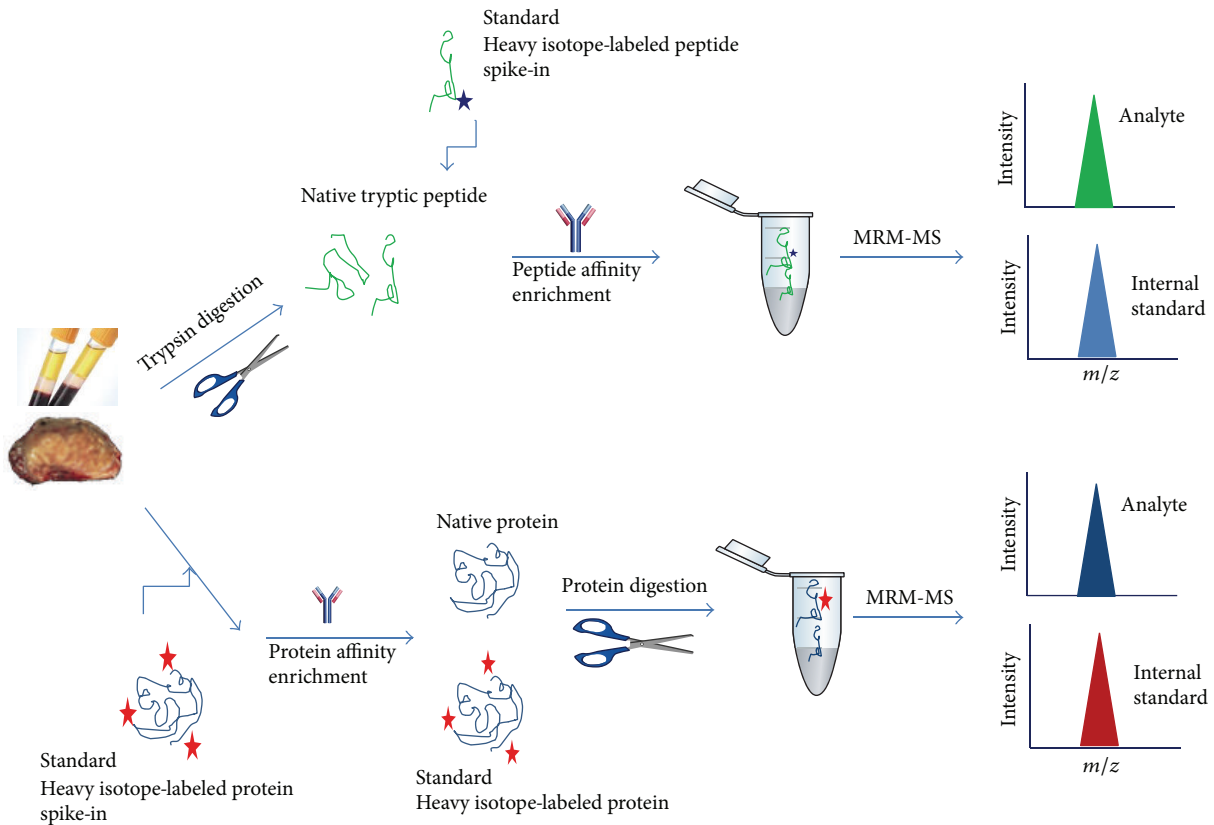 Standard
Heavy isotope-labeled peptide
spike-in
Native tryptic peptide
Trypsin digestion
Peptide affinity
enrichment
MRM-MS
Intensity
Analyte
Intensity
Internal
standard
m/z
Standard
Heavy isotope-labeled protein
spike-in
Protein affinity
enrichment
Native protein
Standard
Heavy isotope-labeled protein
Protein digestion
MRM-MS
Intensity
Analyte
Intensity
Internal
standard
m/z